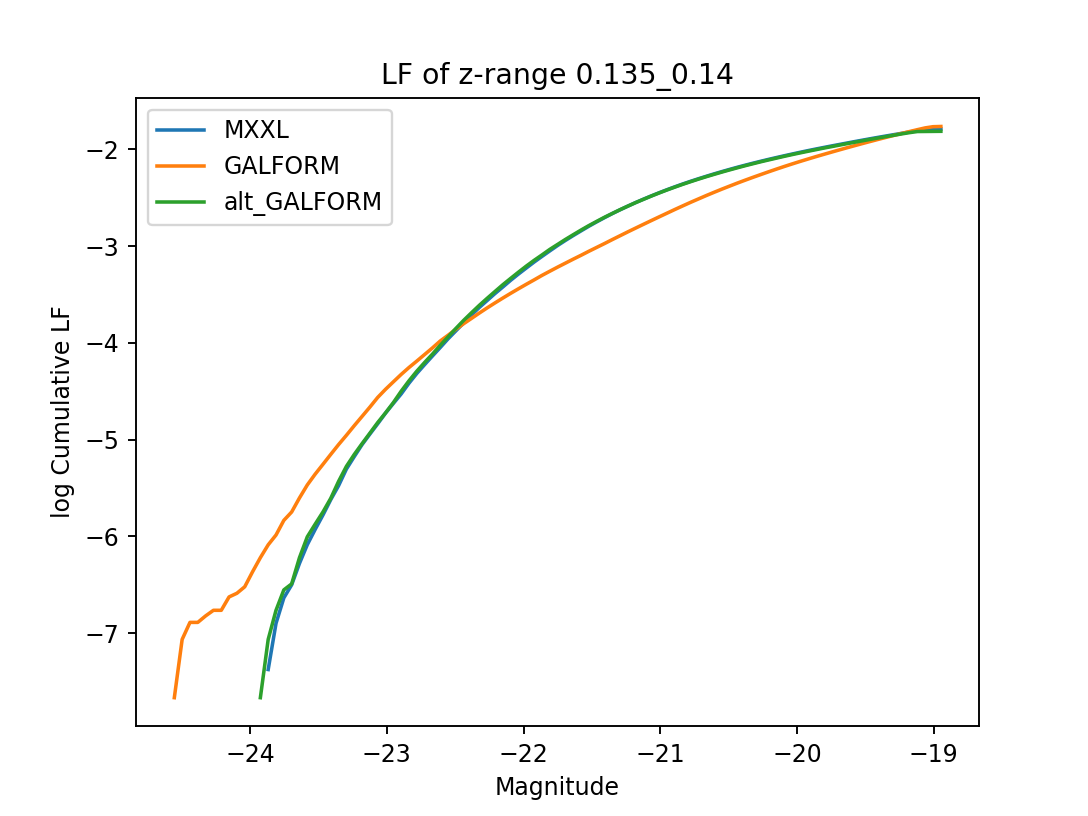 LF of z-range 0.135_0.14
MXXL
GALFORM
alt_GALFORM
−2
−3
−4
−5
−6
−7
log Cumulative LF
−24
−23
−22
−21
−20
−19
Magnitude